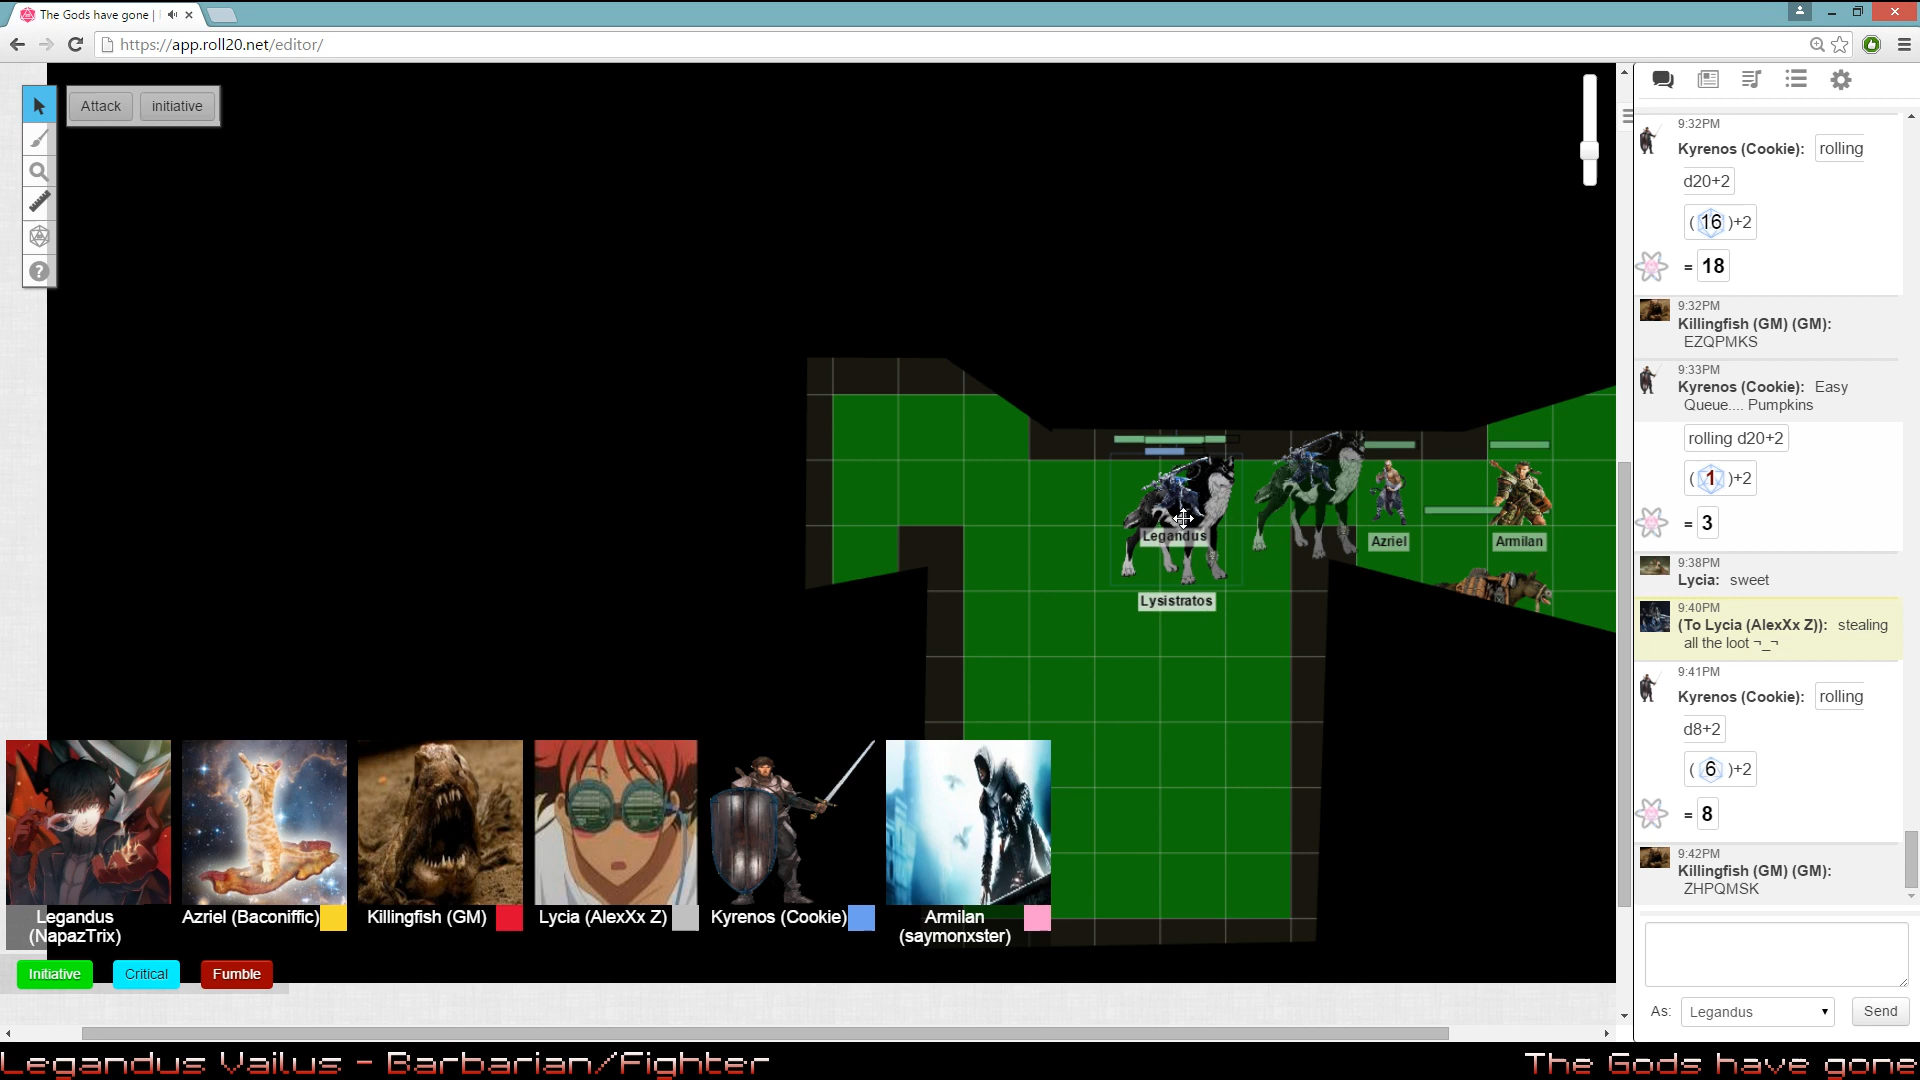 The Gods have gone |
https://app.roll20.net/editor/
Attack
initiative
Legandus
Lysistratos
Azriel
Armilan
9:32PM
Kyrenos (Cookie): rolling
d20+2
(16)+2
= 18
9:32PM
Killingfish (GM) (GM):
EZQPMKS
9:33PM
Kyrenos (Cookie): Easy
Queue.... Pumpkins
rolling d20+2
(1)+2
= 3
9:38PM
Lycia: sweet
9:40PM
(To Lycia (AlexXx Z)): stealing
all the loot ¬_¬
9:41PM
Kyrenos (Cookie): rolling
d8+2
(6)+2
= 8
9:42PM
Killingfish (GM) (GM):
ZHPQMSK
As: Legandus
Send
Legandus
(NapazTrix)
Azriel (Baconiffic)
Killingfish (GM)
Lycia (AlexXx Z)
Kyrenos (Cookie)
Armilan
(saymonxster)
Initiative
Critical
Fumble
Legandus Vailus - Barbarian/Fighter
The Gods have gone